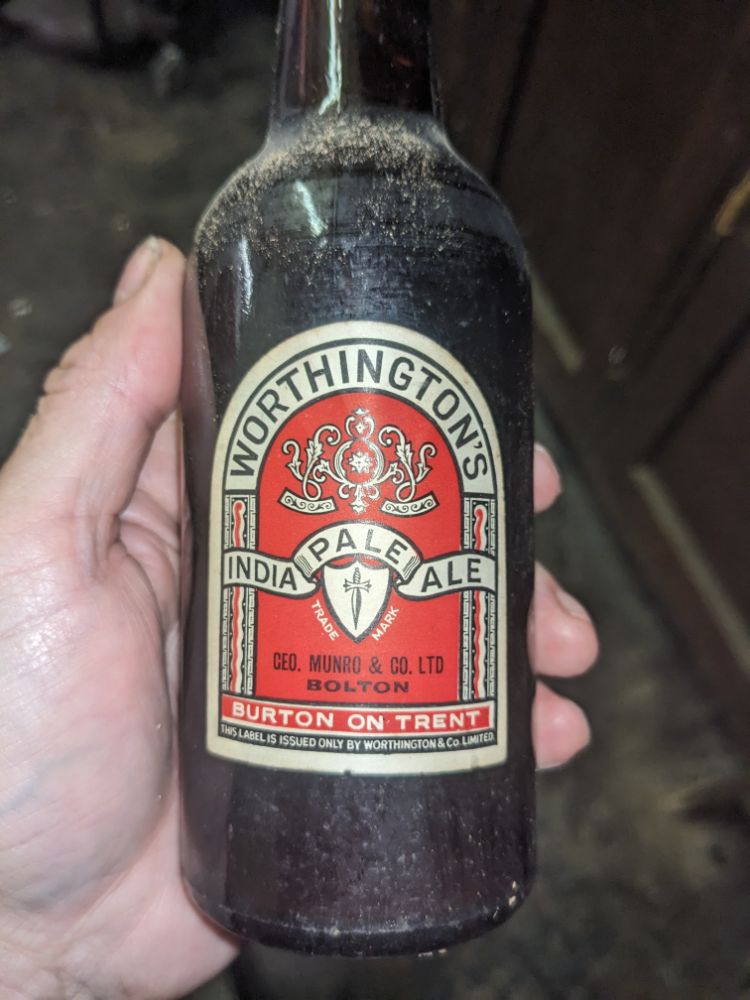 WORTHINGTON'S
INDIA PALE ALE
TRADE MARK
GEO. MUNRO & CO. LTD
BOLTON
BURTON ON TRENT
THIS LABEL IS ISSUED ONLY BY WORTHINGTON & Co. LIMITED.